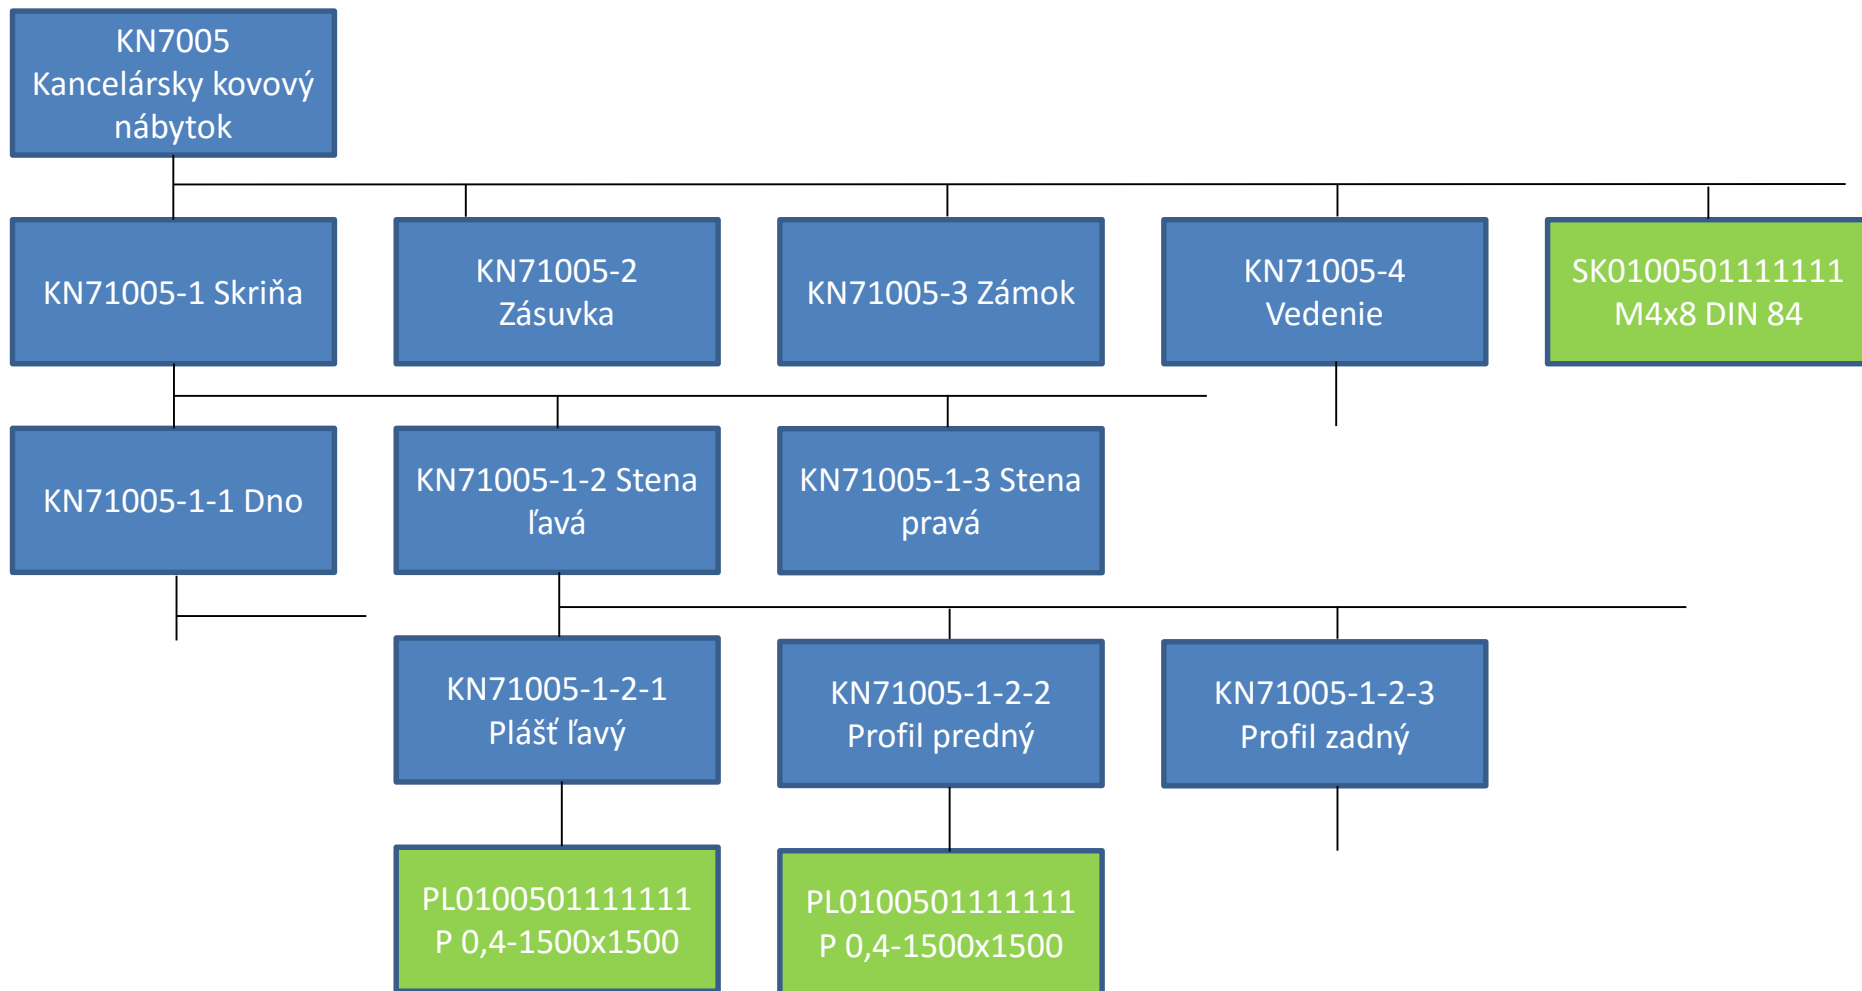 KN7005
Kancelársky kovový
nábytok
KN71005-1 Skriňa
KN71005-2
Zásuvka
KN71005-3 Zámok
KN71005-4
Vedenie
SK0100501111111
M4x8 DIN 84
KN71005-1-1 Dno
KN71005-1-2 Stena
ľavá
KN71005-1-3 Stena
pravá
KN71005-1-2-1
Plášť ľavý
KN71005-1-2-2
Profil predný
KN71005-1-2-3
Profil zadný
PL0100501111111
P 0,4-1500x1500
PL0100501111111
P 0,4-1500x1500